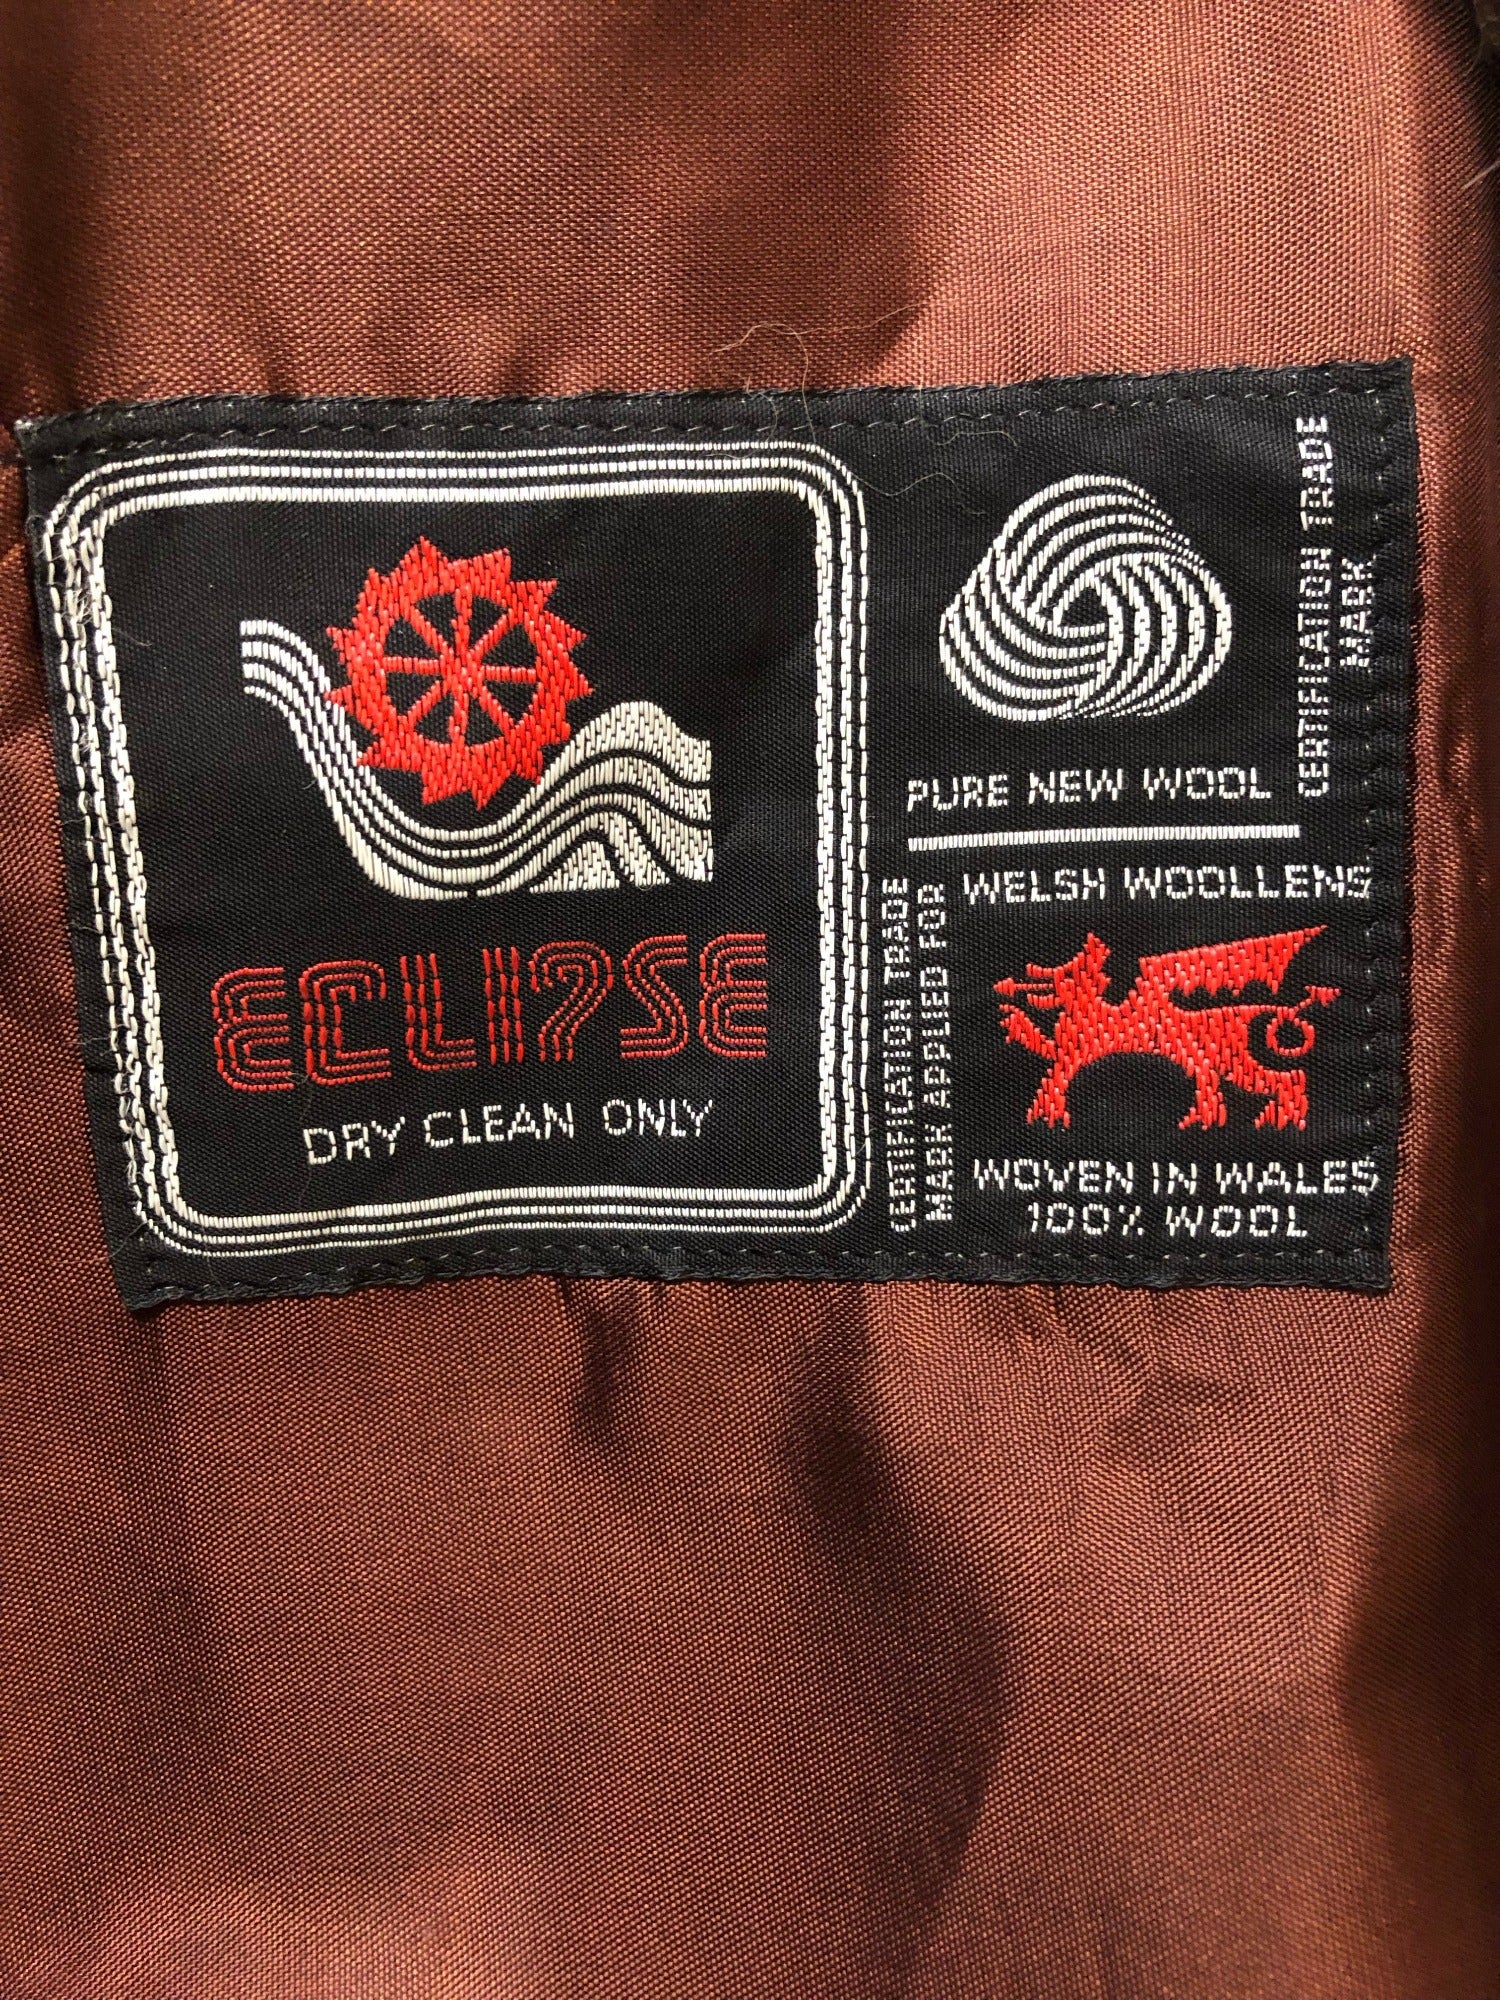 ECLIPSE
DRY CLEAN ONLY
PURE NEW WOOL
CERTIFICATION TRADE
MARK
WELSH WOOLLENS
CERTIFICATION TRADE
MARK APPLIED FOR
WOVEN IN WALES
100% WOOL